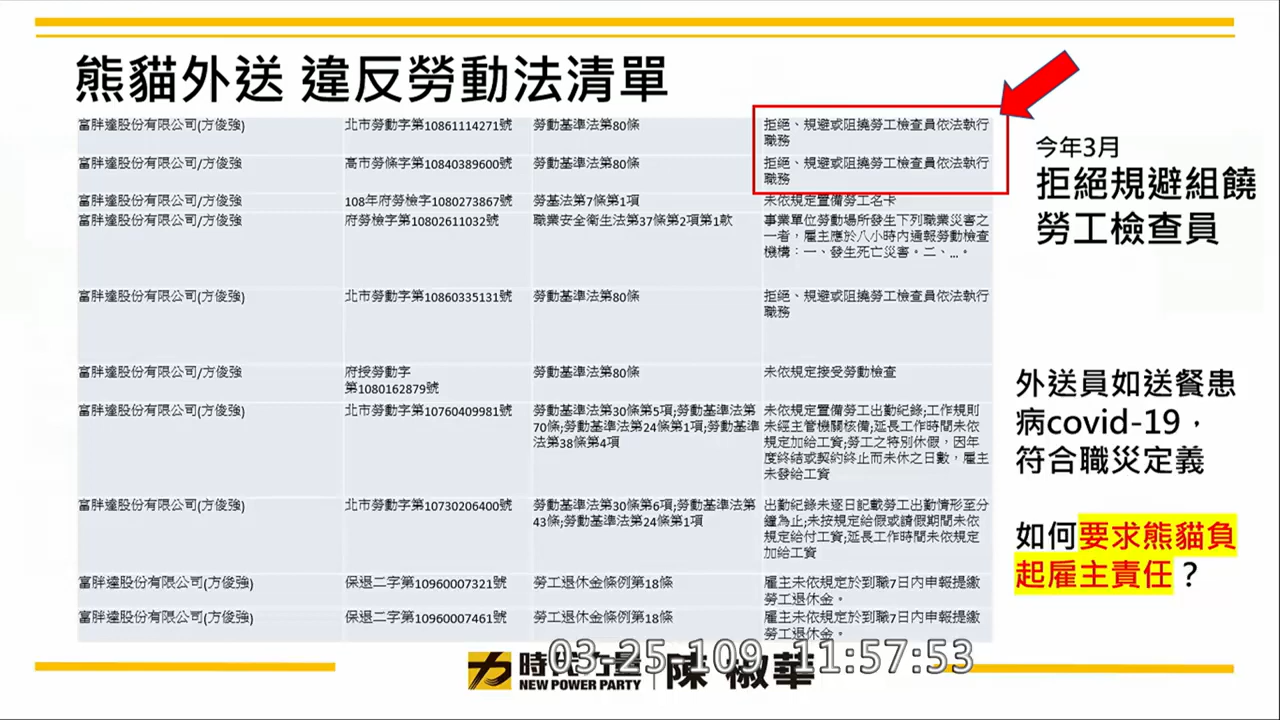 熊貓外送 違反勞動法清單
富胖達股份有限公司(方俊強) 北市勞動字第10861114271號 勞動基準法第80條 拒絕、規避或阻撓勞工檢查員依法執行
職務
富胖達股份有限公司(方俊強) 高市勞條字第10840389600號 勞動基準法第80條 拒絕、規避或阻撓勞工檢查員依法執行
職務
富胖達股份有限公司/方俊強 108年府勞檢字1080273867號 勞基法第7條第1項 未依規定置備勞工名卡
富胖達股份有限公司(方俊強) 府勞檢字第10802611032號 職業安全衛生法第37條第2項第1款 事業單位勞動場所發生下列職業災害之
一者，雇主應於八小時內通報勞動檢查
機構：一、發生死亡災害。二、...。
富胖達股份有限公司(方俊強) 北市勞動字第10860335131號 勞動基準法第80條 拒絕、規避或阻撓勞工檢查員依法執行
職務
富胖達股份有限公司/方俊強 府授勞動字 勞動基準法第80條 未依規定接受勞動檢查
第1080162879號
富胖達股份有限公司(方俊強) 北市勞動字第10760409981號 勞動基準法第30條第5項;勞動基準法第 未依規定置備勞工出勤紀錄;工作規則
70條;勞動基準法第24條第1項;勞動基準 未經主管機關核備;延長工作時間未依
法第38條第4項 規定加給工資;勞工之特別休假，因年
度終結或契約終止而未休之日數，雇主
未發給工資
富胖達股份有限公司(方俊強) 北市勞動字第10730206400號 勞動基準法第30條第6項;勞動基準法第 出勤紀錄未逐日記載勞工出勤情形至分
43條;勞動基準法第24條第1項 鐘為止;未按規定給假或請假期間未依
規定給付工資;延長工作時間未依規定
加給工資
富胖達股份有限公司(方俊強) 保退二字第10960007321號 勞工退休金條例第18條 雇主未依規定於到職7日內申報提繳
勞工退休金。
富胖達股份有限公司(方俊強) 保退二字第10960007461號 勞工退休金條例第18條 雇主未依規定於到職7日內申報提繳
勞工退休金。
今年3月
拒絕規避組饒
勞工檢查員
外送員如送餐患
病covid-19，
符合職災定義
如何要求熊貓負
起雇主責任？
時代力量
NEW POWER PARTY
陳椒華
03 25 109 11:57:53